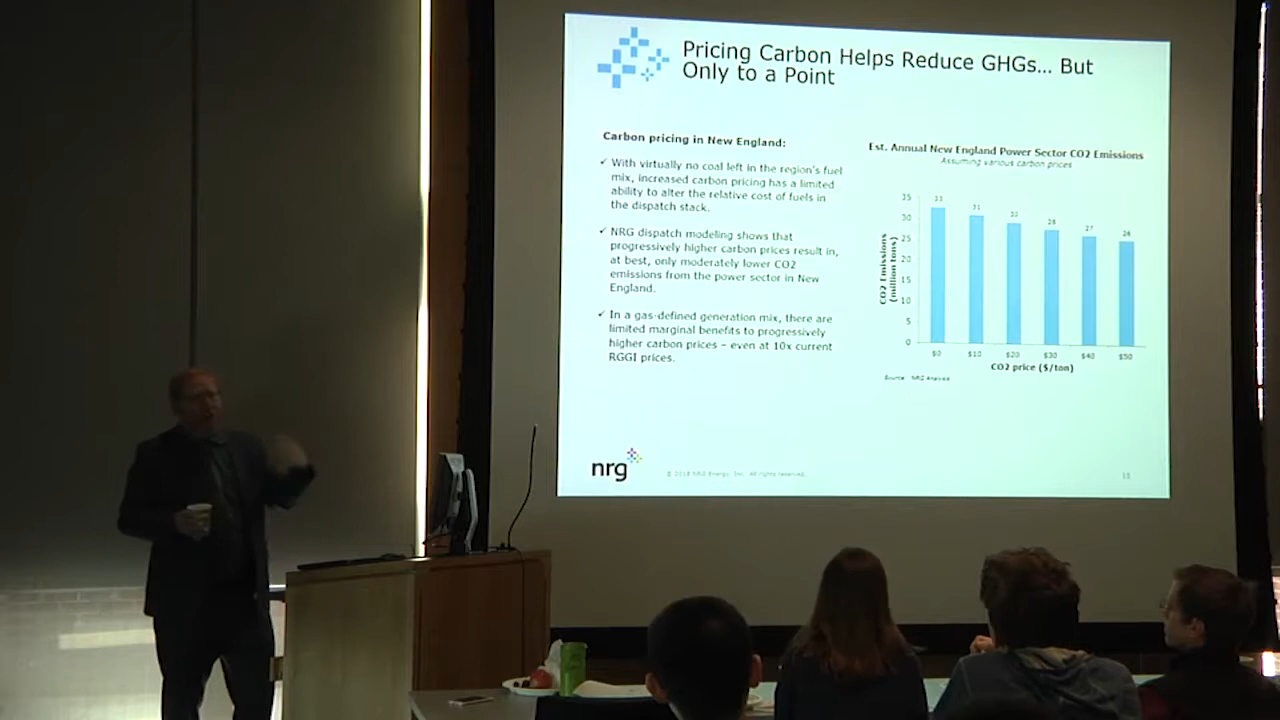 Pricing Carbon Helps Reduce GHGs... But
Only to a Point
Carbon pricing in New England:
✓ With virtually no coal left in the region's fuel
mix, increased carbon pricing has a limited
ability to alter the relative cost of fuels in
the dispatch stack.
✓ NRG dispatch modeling shows that
progressively higher carbon prices result in,
at best, only moderately lower CO2
emissions from the power sector in New
England.
✓ In a gas-defined generation mix, there are
limited marginal benefits to progressively
higher carbon prices – even at 10x current
RGGI prices.
Est. Annual New England Power Sector CO2 Emissions
Assuming various carbon prices
CO2 Emissions
(million tons)
35
30
25
20
15
10
5
0
33
31
28
27
26
$0
$10
$20
$30
$40
$50
CO2 price ($/ton)
Source: NRG Analysis
nrg
© 2018 NRG Energy, Inc. All rights reserved.